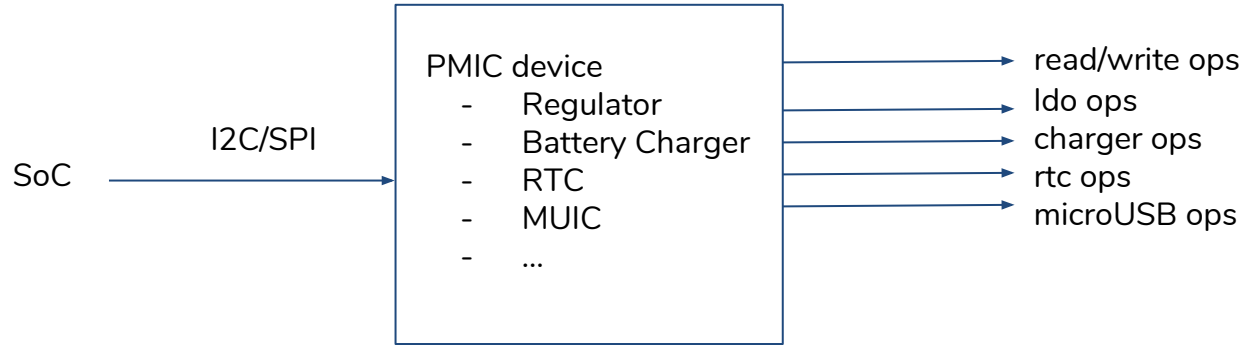 SoC
I2C/SPI
PMIC device
- Regulator
- Battery Charger
- RTC
- MUIC
- ...
read/write ops
ldo ops
charger ops
rtc ops
microUSB ops